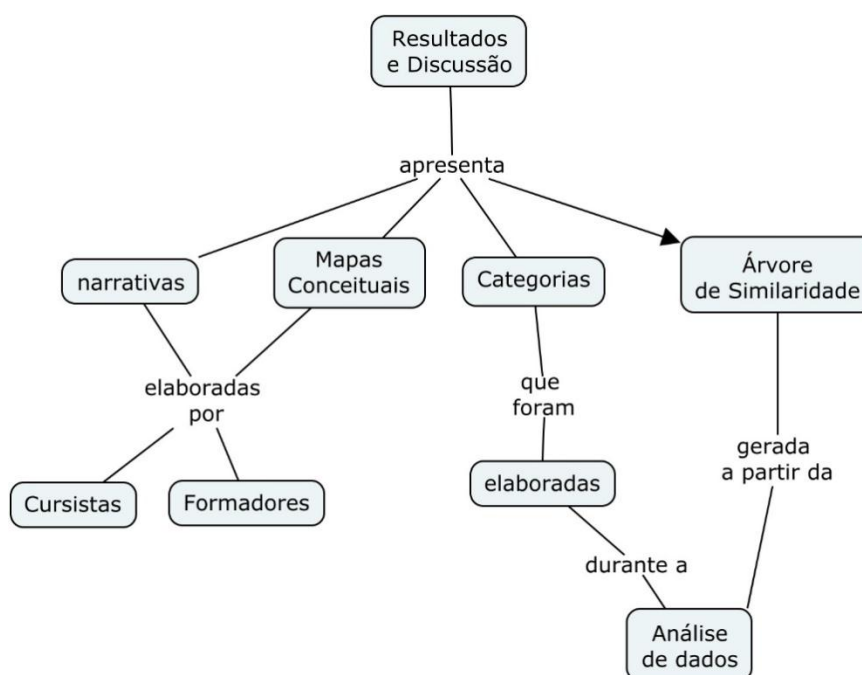 Resultados
e Discussão
apresenta
narrativas
Mapas
Conceituais
Categorias
Árvore
de Similaridade
elaboradas
por
que
foram
gerada
a partir da
Cursistas
Formadores
elaboradas
durante a
Análise
de dados